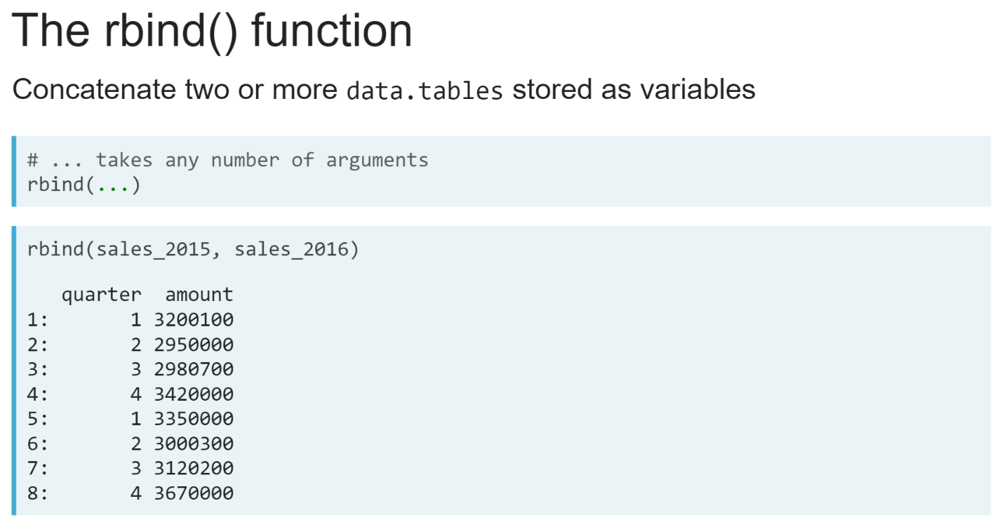 The rbind() function
Concatenate two or more data.tables stored as variables
# ... takes any number of arguments
rbind(...)
rbind(sales_2015, sales_2016)
   quarter  amount
1:       1 3200100
2:       2 2950000
3:       3 2980700
4:       4 3420000
5:       1 3350000
6:       2 3000300
7:       3 3120200
8:       4 3670000